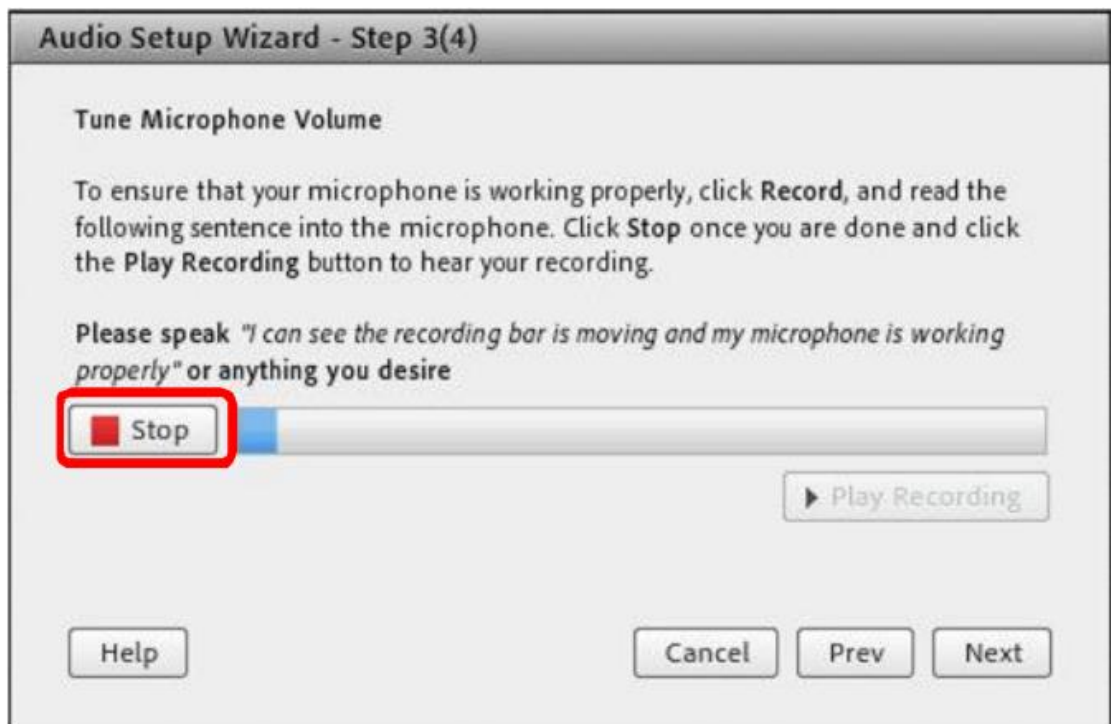 Audio Setup Wizard - Step 3(4)
Tune Microphone Volume
To ensure that your microphone is working properly, click Record, and read the
following sentence into the microphone. Click Stop once you are done and click
the Play Recording button to hear your recording.
Please speak "I can see the recording bar is moving and my microphone is working
properly" or anything you desire
Stop
Play Recording
Help Cancel Prev Next